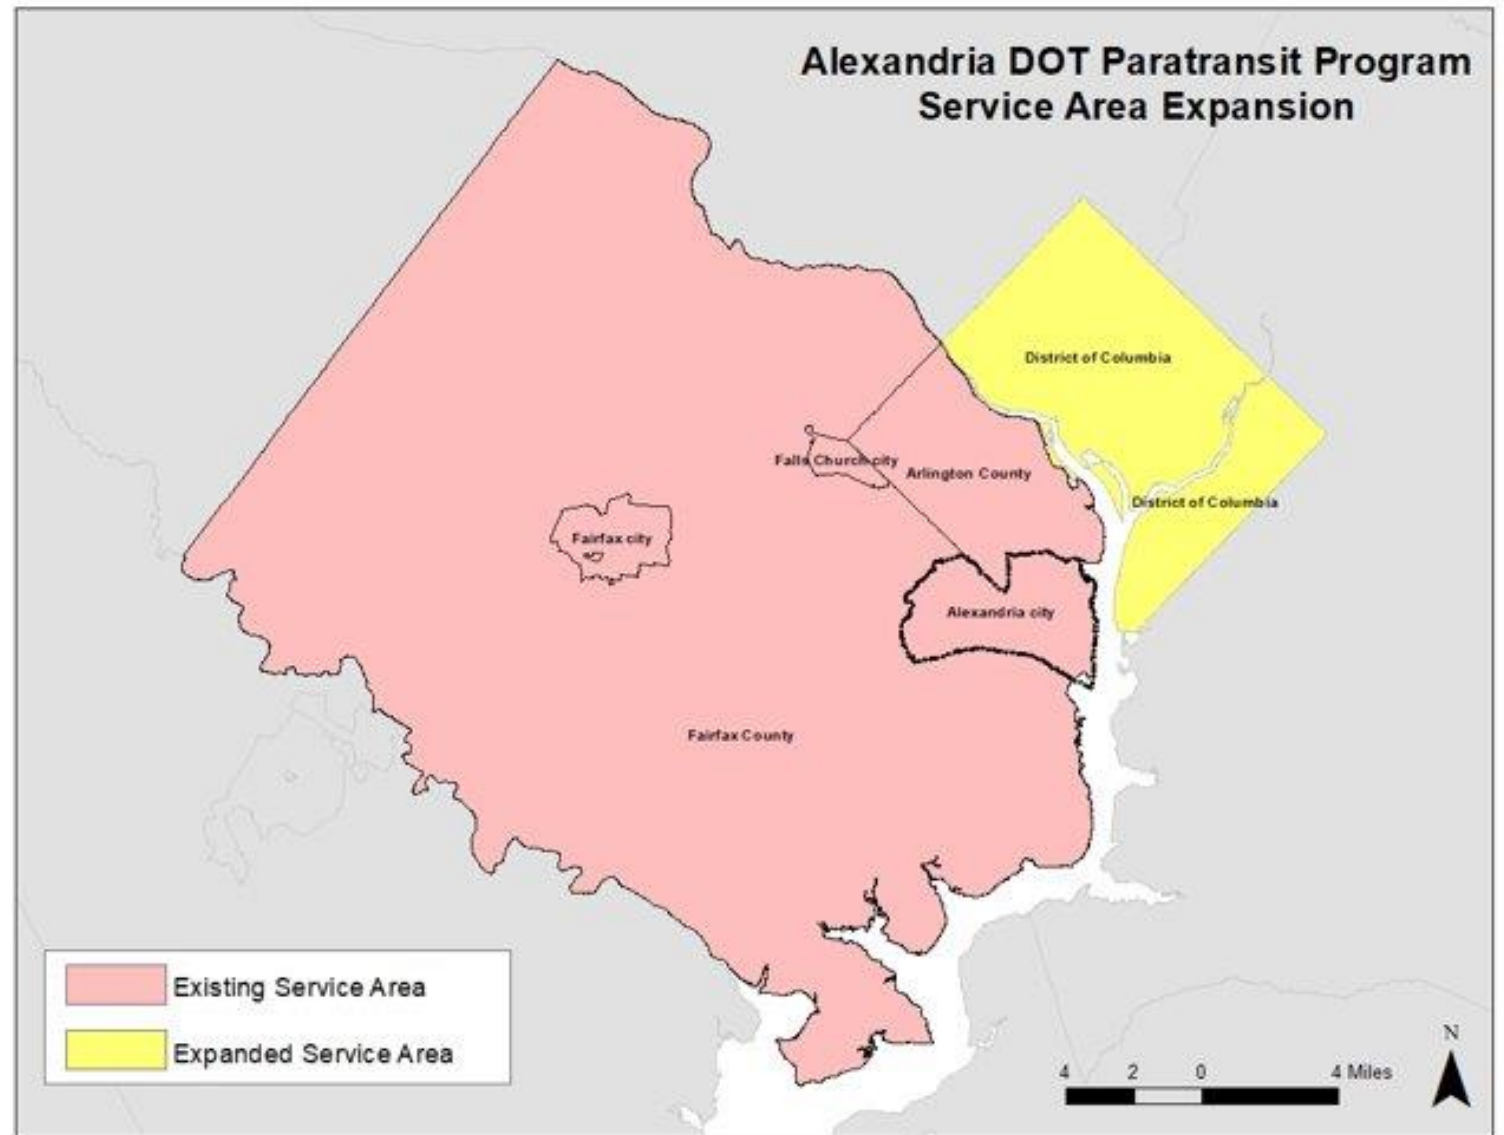 Alexandria DOT Paratransit Program
Service Area Expansion
District of Columbia
Falls Church city
Arlington County
District of Columbia
Fairfax city
Alexandria city
Fairfax County
Existing Service Area
Expanded Service Area
N
4 2 0 4 Miles